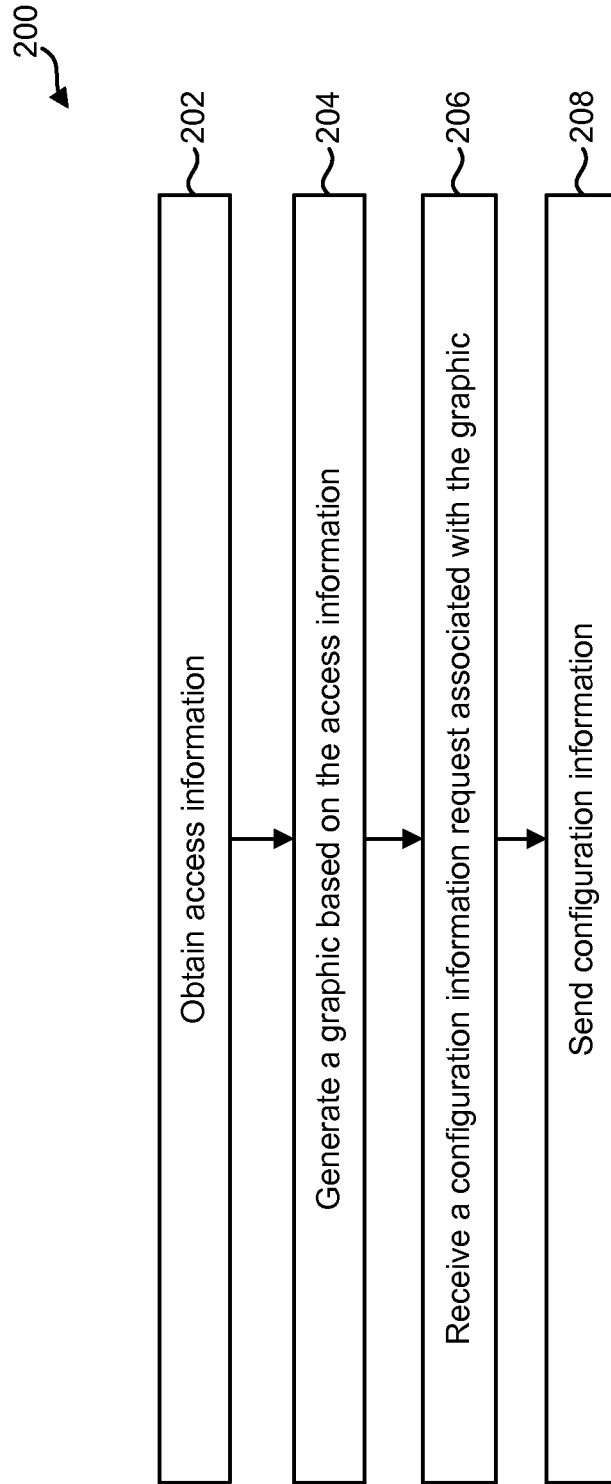 200
Obtain access information
202
Generate a graphic based on the access information
204
Receive a configuration information request associated with the graphic
206
Send configuration information
208